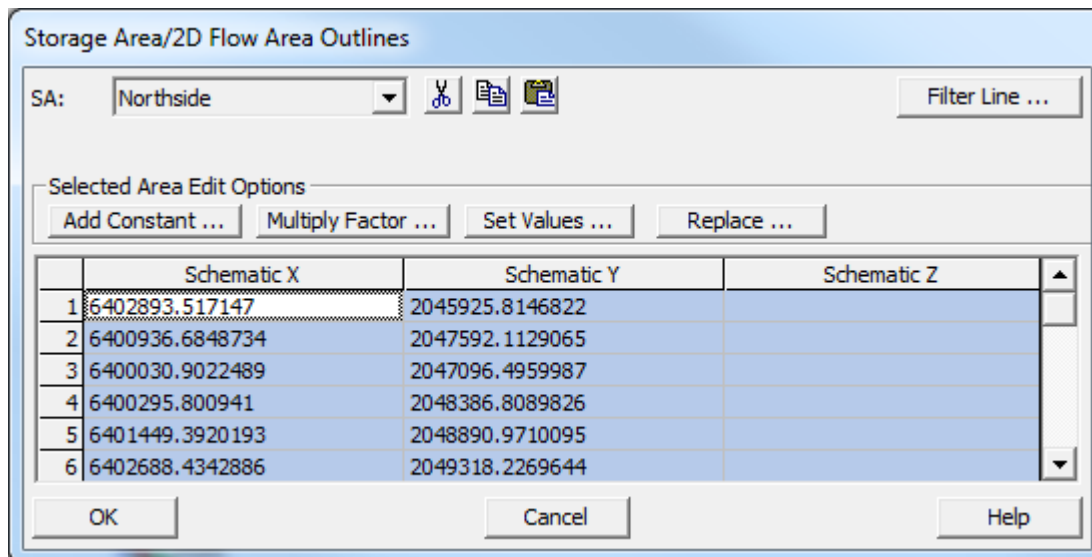 Storage Area/2D Flow Area Outlines
SA: Northside Filter Line ...
Selected Area Edit Options
Add Constant ... Multiply Factor ... Set Values ... Replace ...
Schematic X Schematic Y Schematic Z
1 6402893.517147 2045925.8146822
2 6400936.6848734 2047592.1129065
3 6400030.9022489 2047096.4959987
4 6400295.800941 2048386.8089826
5 6401449.3920193 2048890.9710095
6 6402688.4342886 2049318.2269644
OK Cancel Help